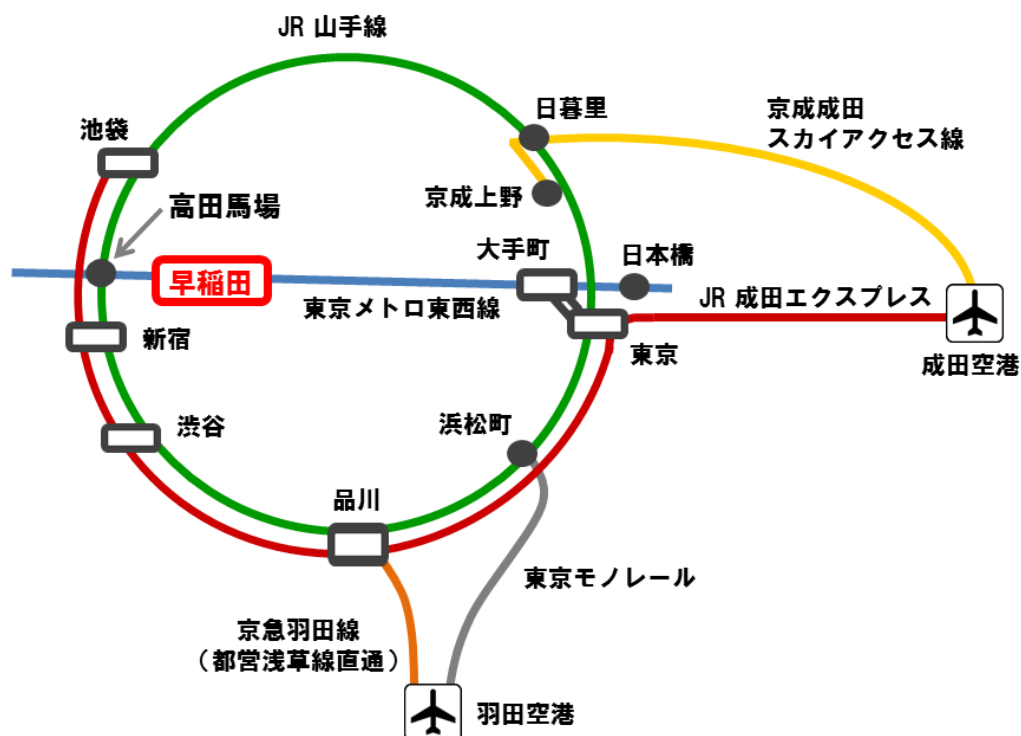 JR 山手線
池袋
日暮里
京成成田
スカイアクセス線
高田馬場
京成上野
大手町
日本橋
早稲田
東京メトロ東西線
JR 成田エクスプレス
新宿
東京
成田空港
渋谷
浜松町
品川
東京モノレール
京急羽田線
（都営浅草線直通）
羽田空港